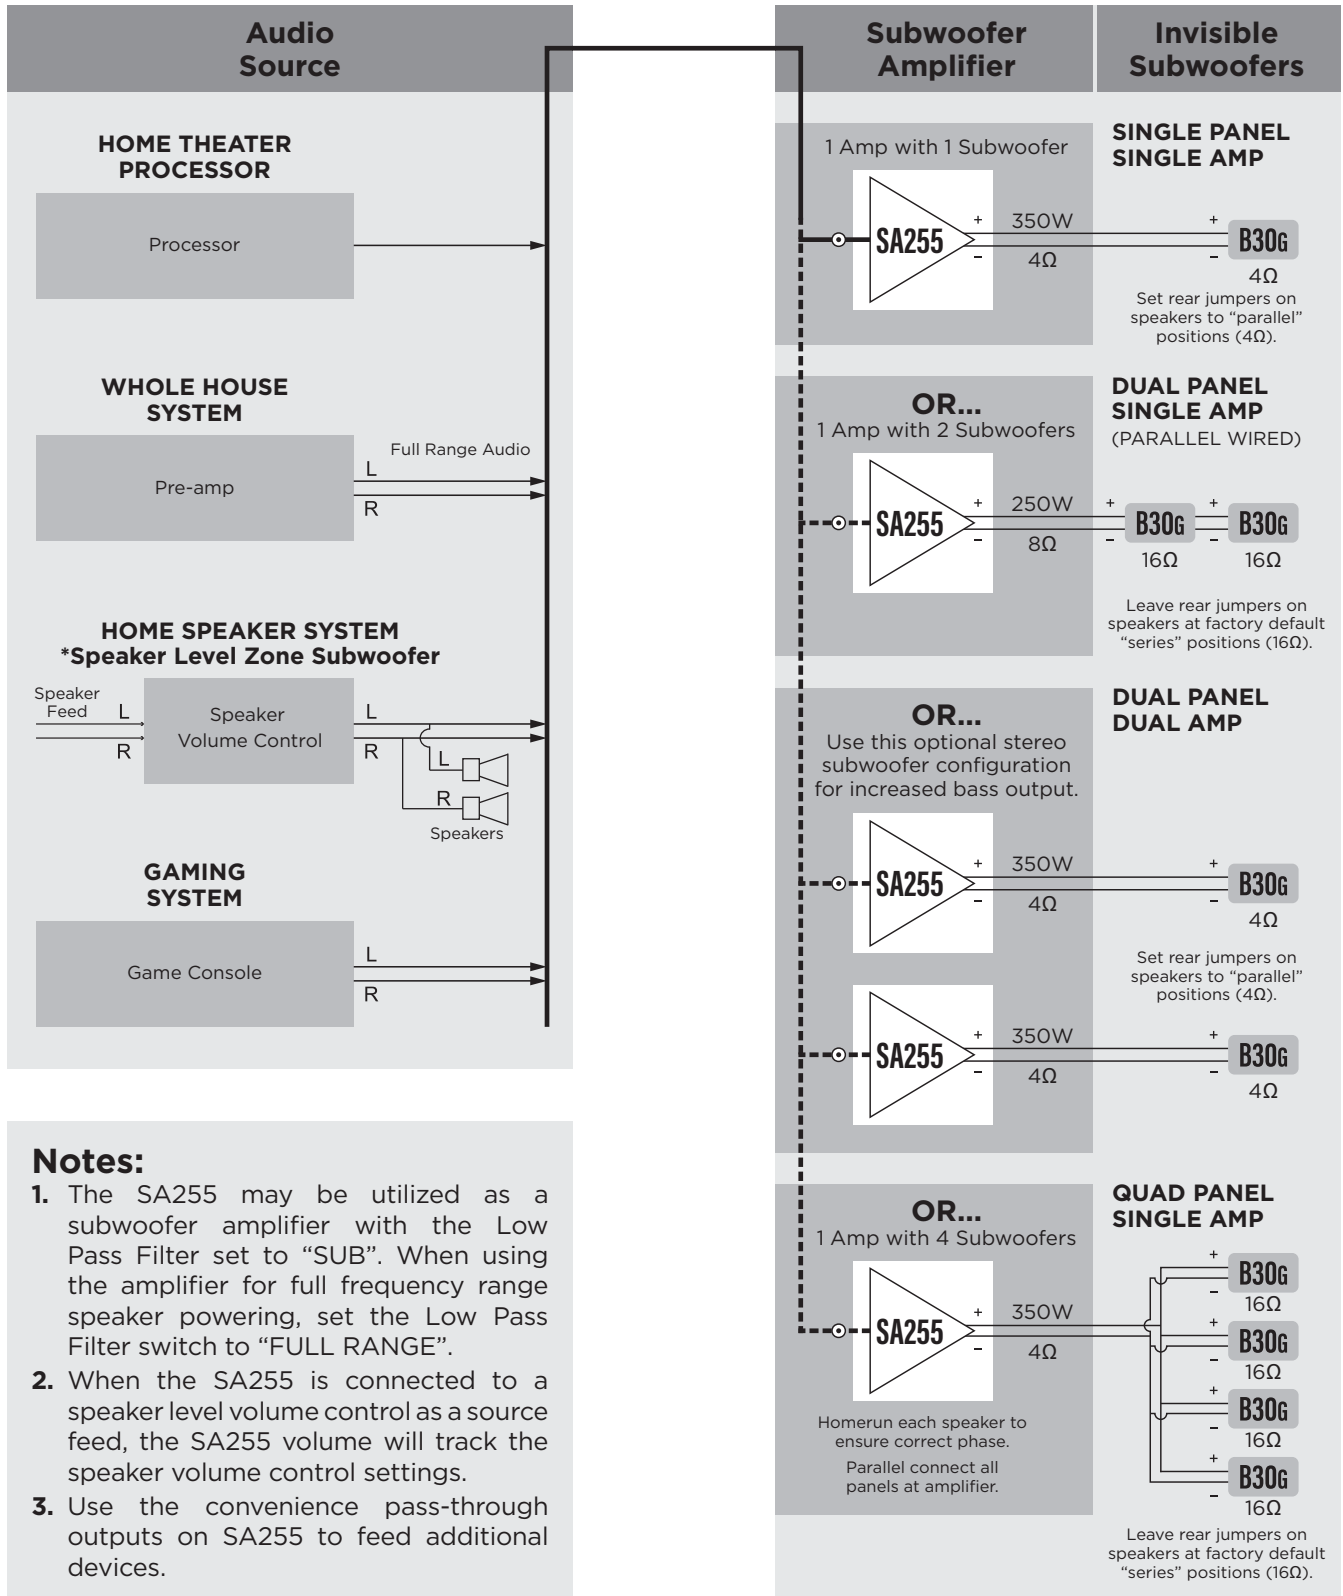 Audio
Source
HOME THEATER
PROCESSOR
Processor
WHOLE HOUSE
SYSTEM
Pre-amp
Full Range Audio
L
R
HOME SPEAKER SYSTEM
*Speaker Level Zone Subwoofer
Speaker
Feed
L
R
Speaker
Volume Control
L
R
L
R
Speakers
GAMING
SYSTEM
Game Console
L
R
Notes:
1. The SA255 may be utilized as a
subwoofer amplifier with the Low
Pass Filter set to “SUB”. When using
the amplifier for full frequency range
speaker powering, set the Low Pass
Filter switch to “FULL RANGE”.
2. When the SA255 is connected to a
speaker level volume control as a source
feed, the SA255 volume will track the
speaker volume control settings.
3. Use the convenience pass-through
outputs on SA255 to feed additional
devices.
Subwoofer
Amplifier
Invisible
Subwoofers
1 Amp with 1 Subwoofer
SA255
+
350W
–
4Ω
SINGLE PANEL
SINGLE AMP
+
–
B30G
4Ω
Set rear jumpers on
speakers to “parallel”
positions (4Ω).
OR...
1 Amp with 2 Subwoofers
SA255
+
250W
–
8Ω
DUAL PANEL
SINGLE AMP
(PARALLEL WIRED)
+
–
B30G
16Ω
+
–
B30G
16Ω
Leave rear jumpers on
speakers at factory default
“series” positions (16Ω).
OR...
Use this optional stereo
subwoofer configuration
for increased bass output.
DUAL PANEL
DUAL AMP
SA255
+
350W
–
4Ω
+
–
B30G
4Ω
Set rear jumpers on
speakers to “parallel”
positions (4Ω).
SA255
+
350W
–
4Ω
+
–
B30G
4Ω
OR...
1 Amp with 4 Subwoofers
SA255
+
350W
–
4Ω
Homerun each speaker to
ensure correct phase.
Parallel connect all
panels at amplifier.
QUAD PANEL
SINGLE AMP
+
–
B30G
16Ω
+
–
B30G
16Ω
+
–
B30G
16Ω
+
–
B30G
16Ω
Leave rear jumpers on
speakers at factory default
“series” positions (16Ω).